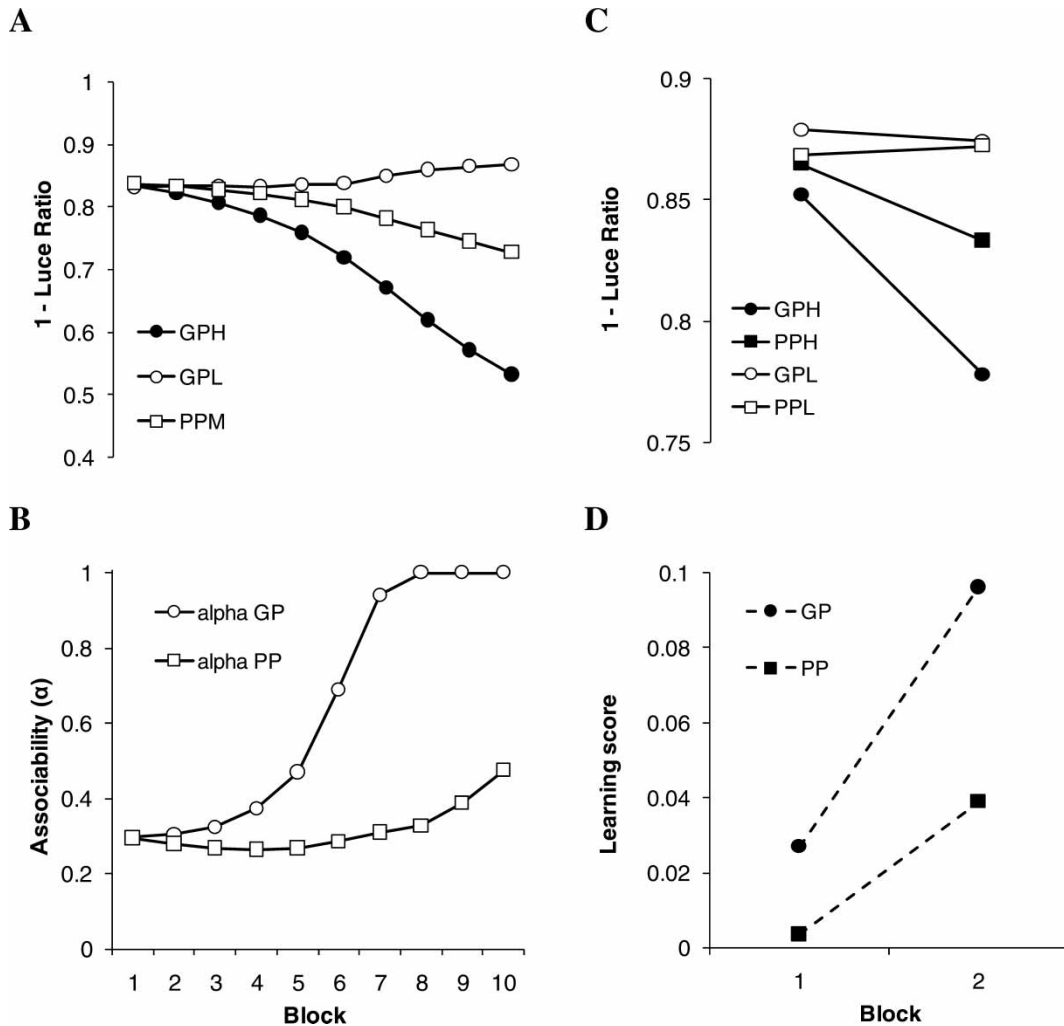 A
1
0.9
0.8
0.7
0.6
0.5
0.4
1 - Luce Ratio
GPH
GPL
PPM
C
0.9
0.85
0.8
0.75
1 - Luce Ratio
GPH
PPH
GPL
PPL
B
1
0.8
0.6
0.4
0.2
0
Associability (α)
alpha GP
alpha PP
1 2 3 4 5 6 7 8 9 10
Block
D
0.1
0.08
0.06
0.04
0.02
0
Learning score
GP
PP
1 2
Block